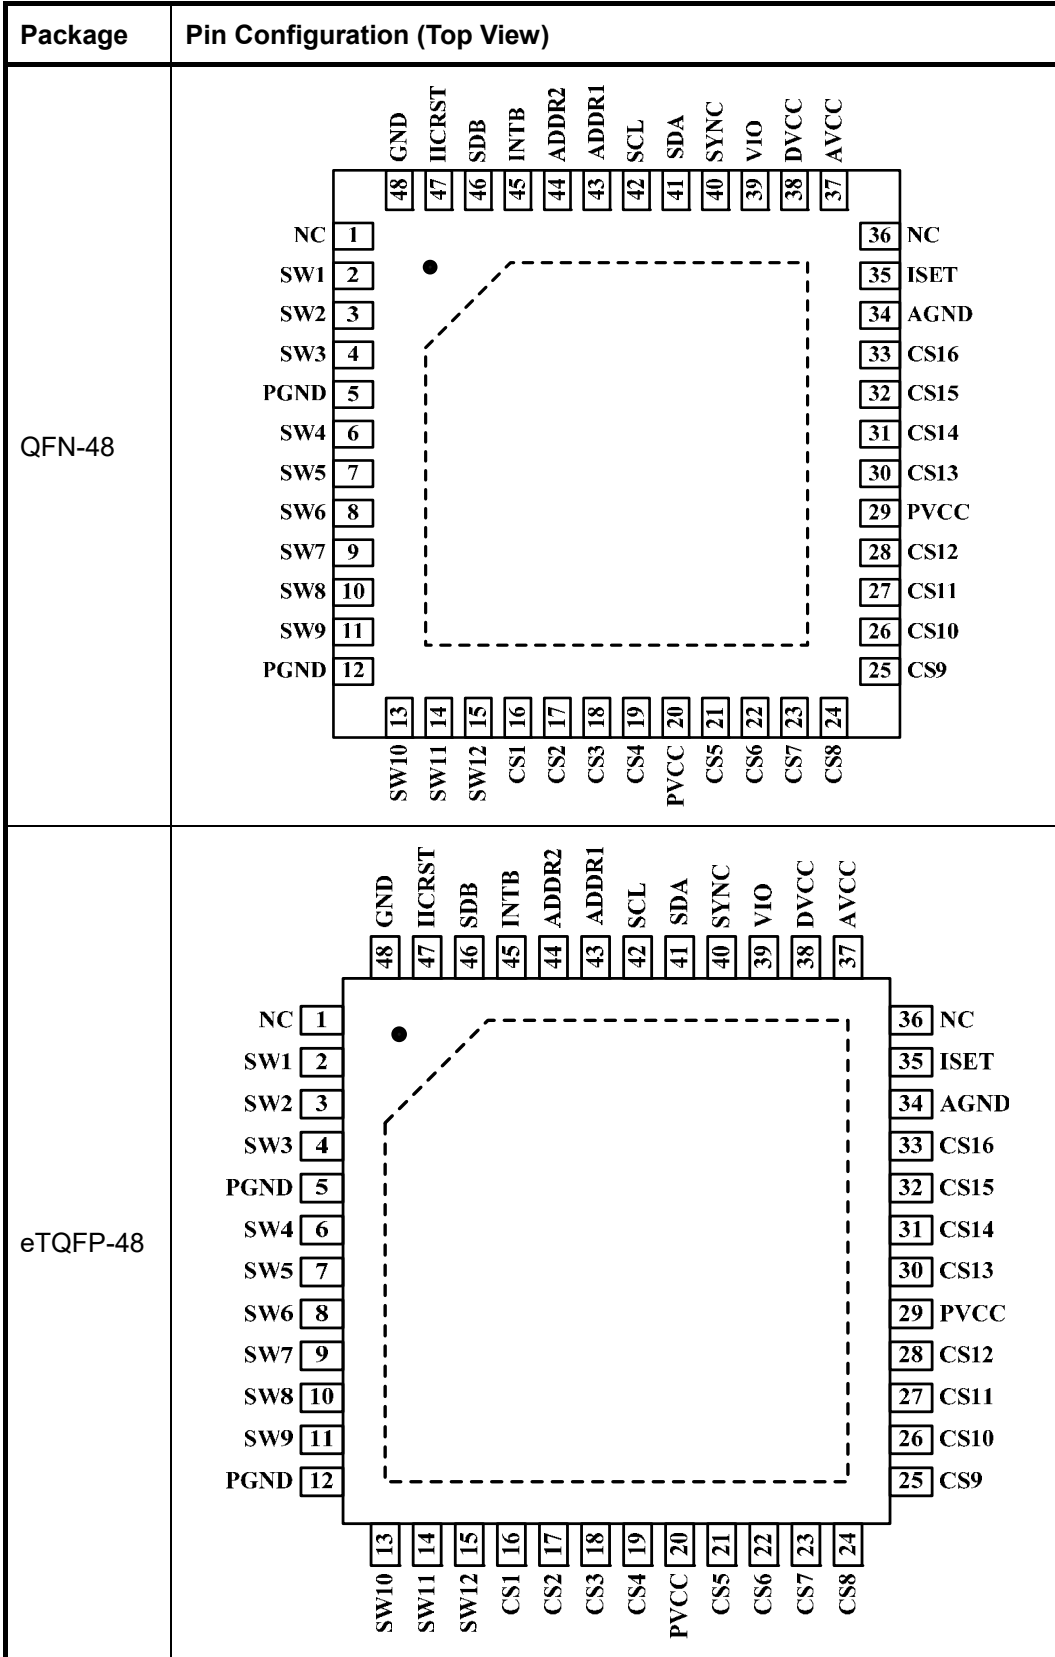 Package Pin Configuration (Top View)
QFN-48
GND IICRST SDB INTB ADDR2 ADDR1 SCL SDA SYNC VIO DVCC AVCC
48 47 46 45 44 43 42 41 40 39 38 37
NC 1 36 NC
SW1 2 35 ISET
SW2 3 34 AGND
SW3 4 33 CS16
PGND 5 32 CS15
SW4 6 31 CS14
SW5 7 30 CS13
SW6 8 29 PVCC
SW7 9 28 CS12
SW8 10 27 CS11
SW9 11 26 CS10
PGND 12 25 CS9
13 14 15 16 17 18 19 20 21 22 23 24
SW10 SW11 SW12 CS1 CS2 CS3 CS4 PVCC CS5 CS6 CS7 CS8
eTQFP-48
GND IICRST SDB INTB ADDR2 ADDR1 SCL SDA SYNC VIO DVCC AVCC
48 47 46 45 44 43 42 41 40 39 38 37
NC 1 36 NC
SW1 2 35 ISET
SW2 3 34 AGND
SW3 4 33 CS16
PGND 5 32 CS15
SW4 6 31 CS14
SW5 7 30 CS13
SW6 8 29 PVCC
SW7 9 28 CS12
SW8 10 27 CS11
SW9 11 26 CS10
PGND 12 25 CS9
13 14 15 16 17 18 19 20 21 22 23 24
SW10 SW11 SW12 CS1 CS2 CS3 CS4 PVCC CS5 CS6 CS7 CS8